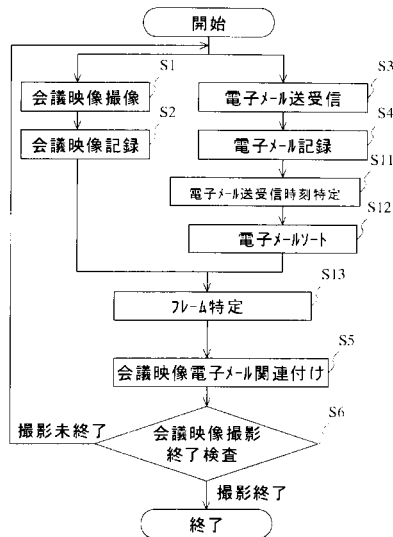 開始
S1
会議映像撮像
S2
会議映像記録
S3
電子メール送受信
S4
電子メール記録
S11
電子メール送受信時刻特定
S12
電子メールソート
S13
フレーム特定
S5
会議映像電子メール関連付け
S6
会議映像撮影
終了検査
撮影未終了
撮影終了
終了